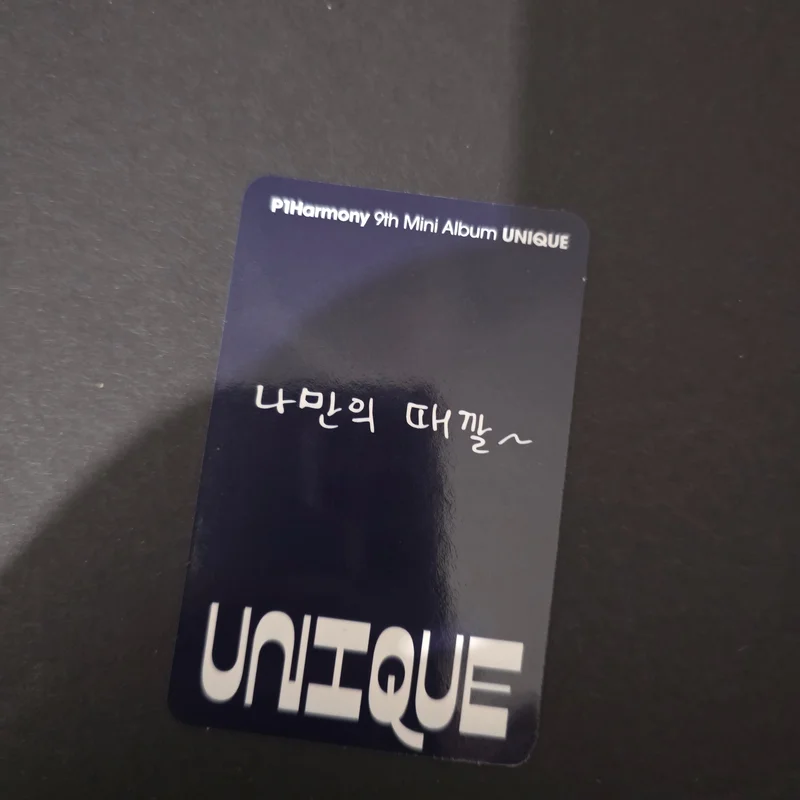 P1Harmony 9th Mini Album UNIQUE
나만의 때깔~
UNIQUE